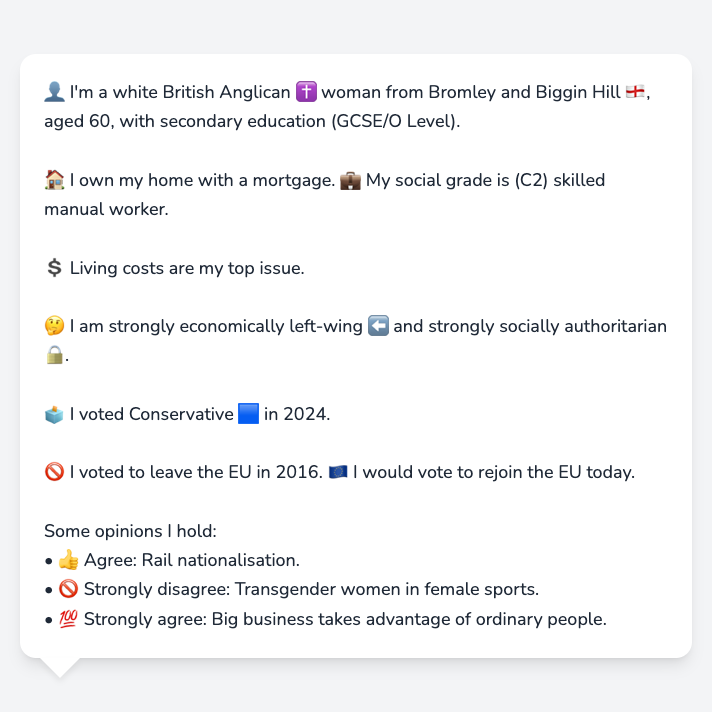 👤 I'm a white British Anglican ✝️ woman from Bromley and Biggin Hill 🏴󠁧󠁢󠁥󠁮󠁧󠁿,
aged 60, with secondary education (GCSE/O Level).
🏠 I own my home with a mortgage. 💼 My social grade is (C2) skilled
manual worker.
💲 Living costs are my top issue.
🤔 I am strongly economically left-wing ⬅️ and strongly socially authoritarian
🔒.
🗳️ I voted Conservative 🟦 in 2024.
🚫 I voted to leave the EU in 2016. 🇪🇺 I would vote to rejoin the EU today.
Some opinions I hold:
• 👍 Agree: Rail nationalisation.
• 🚫 Strongly disagree: Transgender women in female sports.
• 💯 Strongly agree: Big business takes advantage of ordinary people.